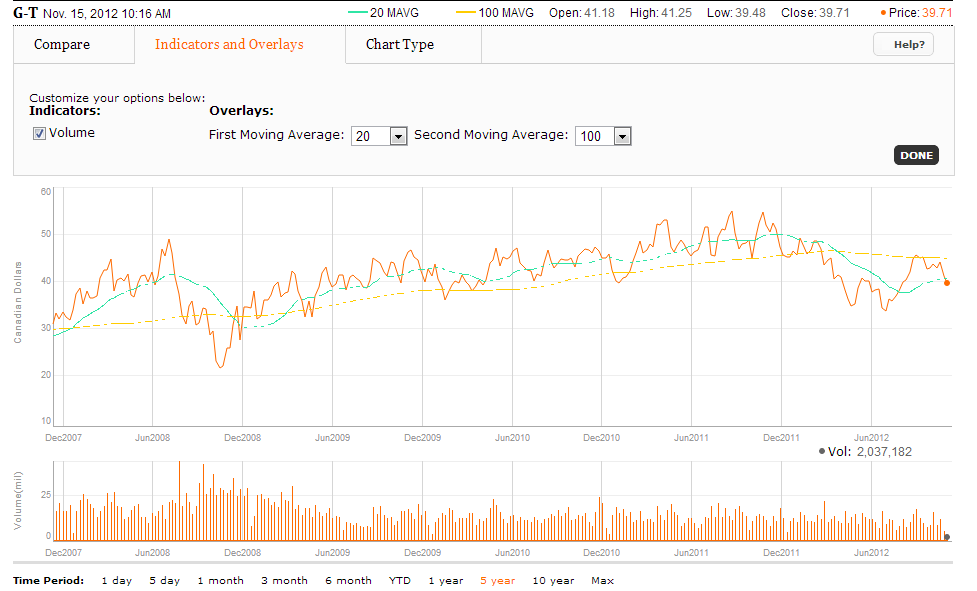 G-T Nov. 15, 2012 10:16 AM 20 MAVG 100 MAVG Open: 41.18 High: 41.25 Low: 39.48 Close: 39.71 Price: 39.71
Compare Indicators and Overlays Chart Type Help?
Customize your options below:
Indicators: Overlays:
Volume First Moving Average: 20 Second Moving Average: 100
DONE
60
50
40
30
20
10
Canadian Dollars
Dec2007 Jun2008 Dec2008 Jun2009 Dec2009 Jun2010 Dec2010 Jun2011 Dec2011 Jun2012
Vol: 2,037,182
25
0
Volume(mil)
Dec2007 Jun2008 Dec2008 Jun2009 Dec2009 Jun2010 Dec2010 Jun2011 Dec2011 Jun2012
Time Period: 1 day 5 day 1 month 3 month 6 month YTD 1 year 5 year 10 year Max